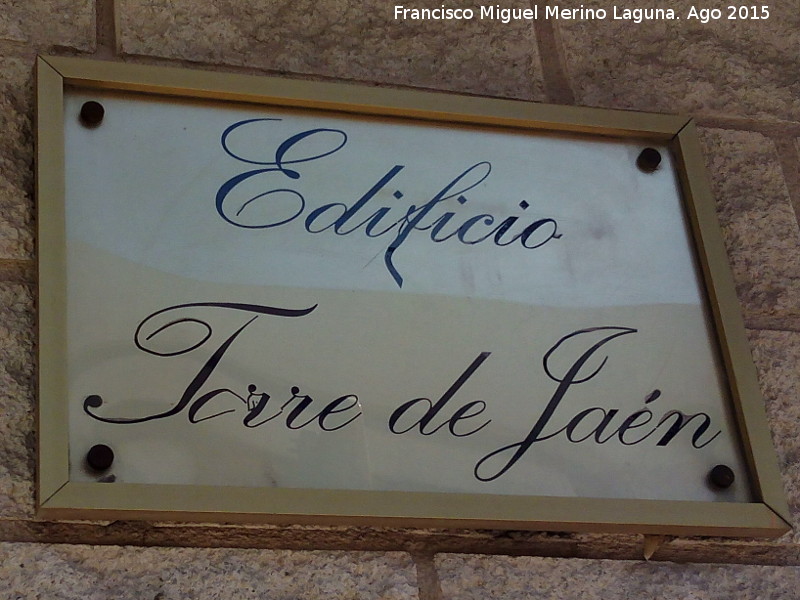 Francisco Miguel Merino Laguna. Ago 2015
Edificio
Torre de Jaén